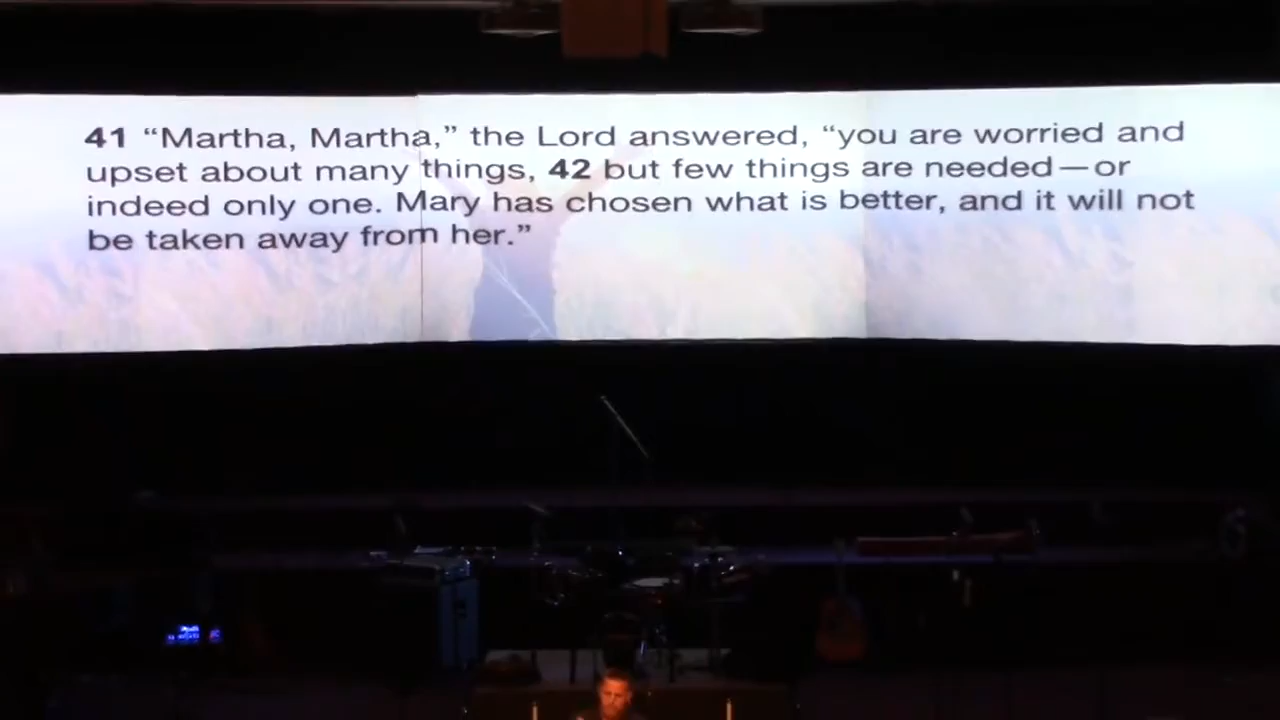 41 “Martha, Martha,” the Lord answered, “you are worried and
upset about many things, 42 but few things are needed—or
indeed only one. Mary has chosen what is better, and it will not
be taken away from her.”